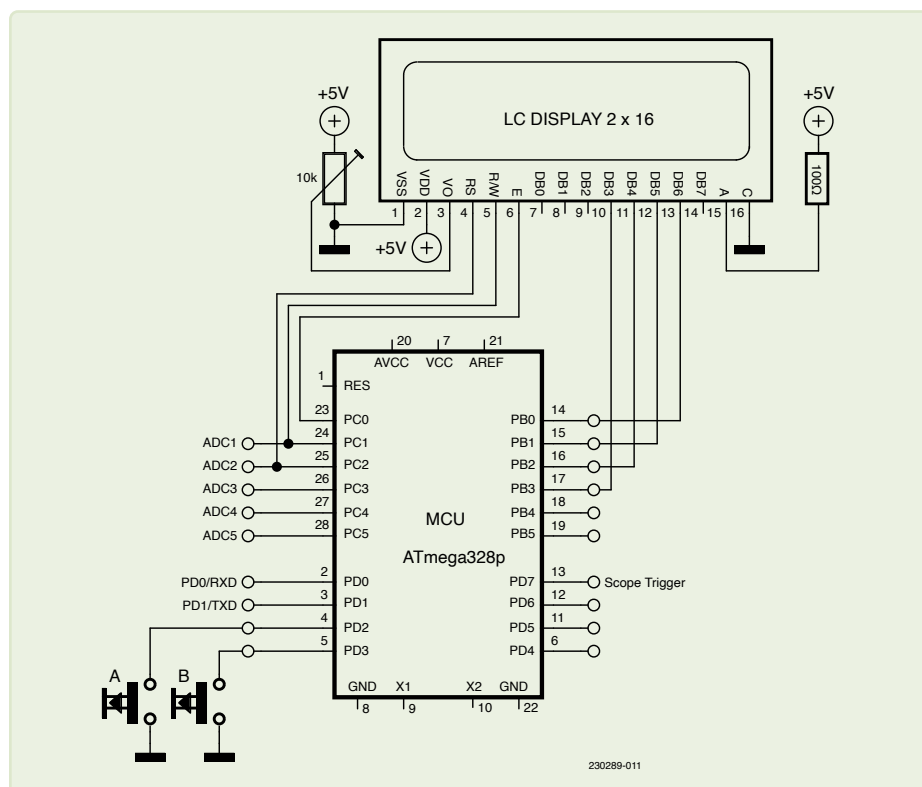 +5V
+5V
LC DISPLAY 2 x 16
10k
100Ω
VSS VDD VO RS R/W E DB0 DB1 DB2 DB3 DB4 DB5 DB6 DB7 A C
1 2 3 4 5 6 7 8 9 10 11 12 13 14 15 16
+5V
20 7 21
AVCC VCC AREF
1 RES
23 PC0 PB0 14
ADC1 24 PC1 PB1 15
ADC2 25 PC2 PB2 16
ADC3 26 PC3 PB3 17
ADC4 27 PC4 PB4 18
ADC5 28 PC5 PB5 19
MCU
ATmega328p
PD0/RXD 2 PD0 PD7 13 Scope Trigger
PD1/TXD 3 PD1 PD6 12
4 PD2 PD5 11
5 PD3 PD4 6
A B
GND X1 X2 GND
8 9 10 22
230289-011